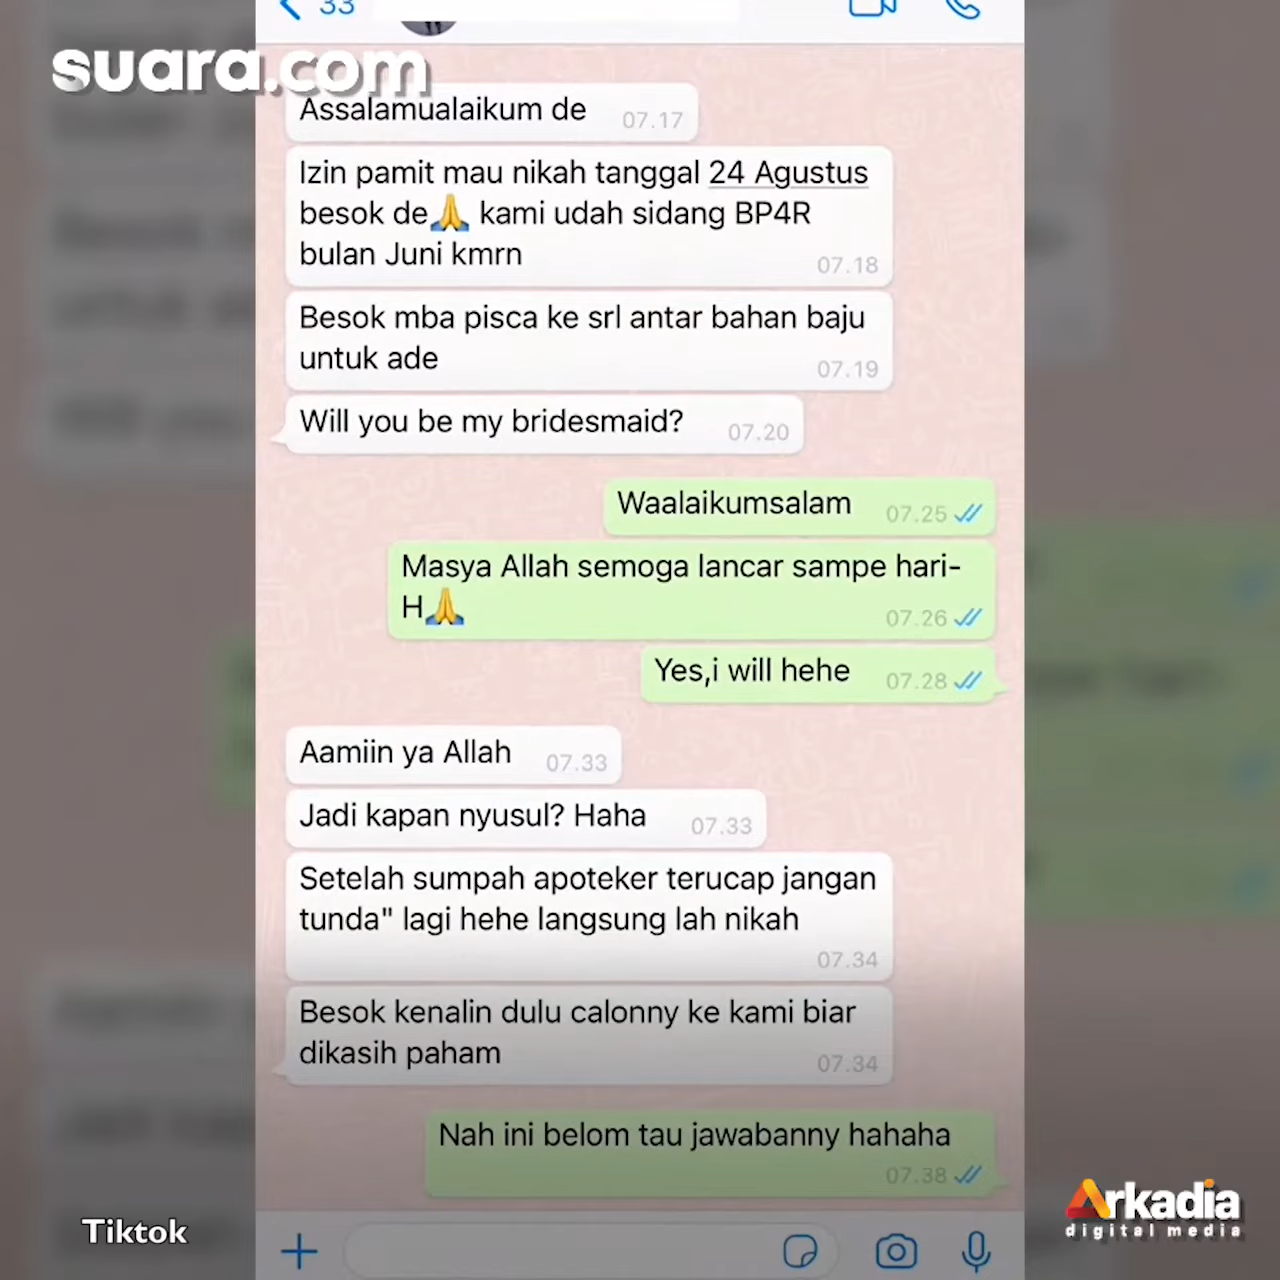 33
suara.com
Assalamualaikum de 07.17
Izin pamit mau nikah tanggal 24 Agustus
besok de🙏 kami udah sidang BP4R
bulan Juni kmrn 07.18
Besok mba pisca ke srl antar bahan baju
untuk ade 07.19
Will you be my bridesmaid? 07.20
Waalaikumsalam 07.25
Masya Allah semoga lancar sampe hari-
H🙏 07.26
Yes,i will hehe 07.28
Aamiin ya Allah 07.33
Jadi kapan nyusul? Haha 07.33
Setelah sumpah apoteker terucap jangan
tunda" lagi hehe langsung lah nikah
07.34
Besok kenalin dulu calonny ke kami biar
dikasih paham 07.34
Nah ini belom tau jawabanny hahaha
07.38
Tiktok
Arkadia
digital media